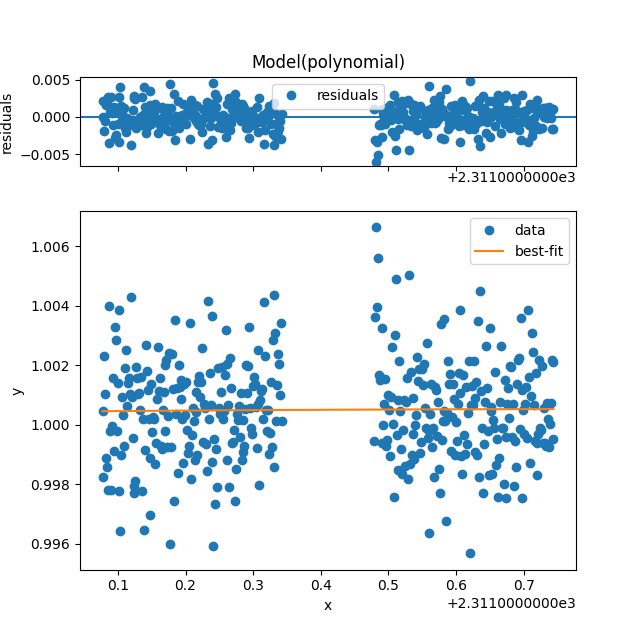 Model(polynomial)
residuals
0.005
0.000
−0.005
residuals
+2.3110000000e3
y
1.006
1.004
1.002
1.000
0.998
0.996
data
best-fit
0.1 0.2 0.3 0.4 0.5 0.6 0.7
x
+2.3110000000e3